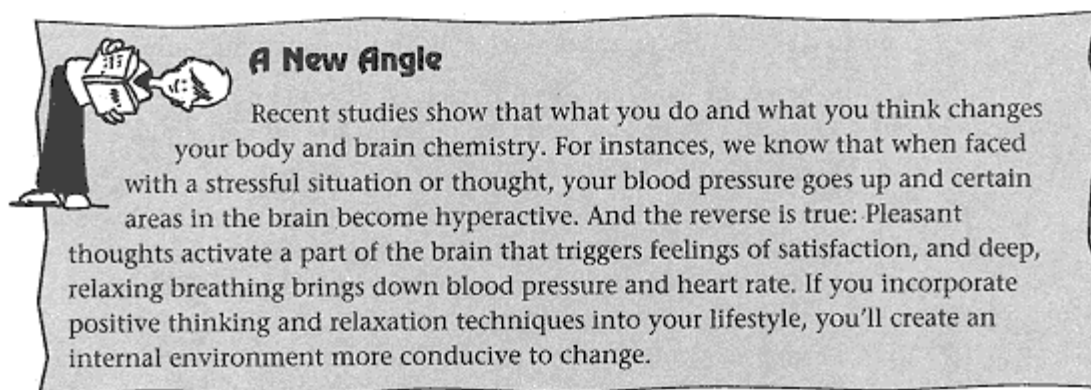 A New Angle
Recent studies show that what you do and what you think changes
your body and brain chemistry. For instances, we know that when faced
with a stressful situation or thought, your blood pressure goes up and certain
areas in the brain become hyperactive. And the reverse is true: Pleasant
thoughts activate a part of the brain that triggers feelings of satisfaction, and deep,
relaxing breathing brings down blood pressure and heart rate. If you incorporate
positive thinking and relaxation techniques into your lifestyle, you'll create an
internal environment more conducive to change.